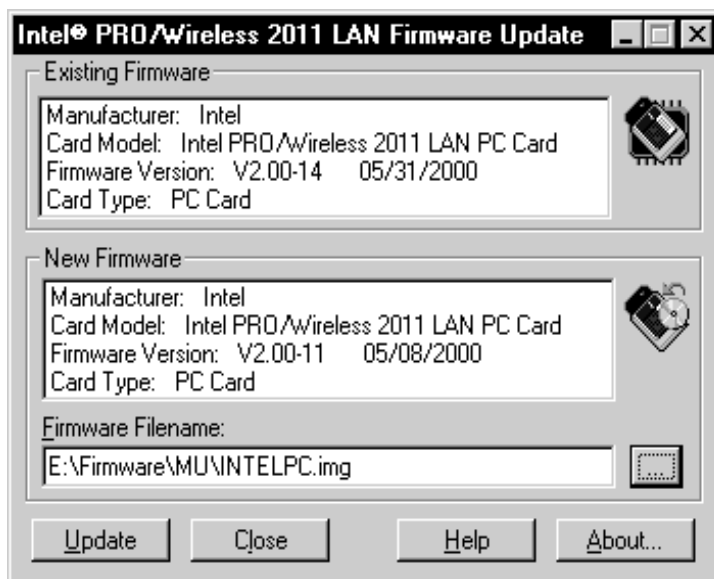 Intel® PRO/Wireless 2011 LAN Firmware Update
Existing Firmware
Manufacturer: Intel
Card Model: Intel PRO/Wireless 2011 LAN PC Card
Firmware Version: V2.00-14 05/31/2000
Card Type: PC Card
New Firmware
Manufacturer: Intel
Card Model: Intel PRO/Wireless 2011 LAN PC Card
Firmware Version: V2.00-11 05/08/2000
Card Type: PC Card
Firmware Filename:
E:\Firmware\MU\INTELPC.img
...
Update Close Help About...